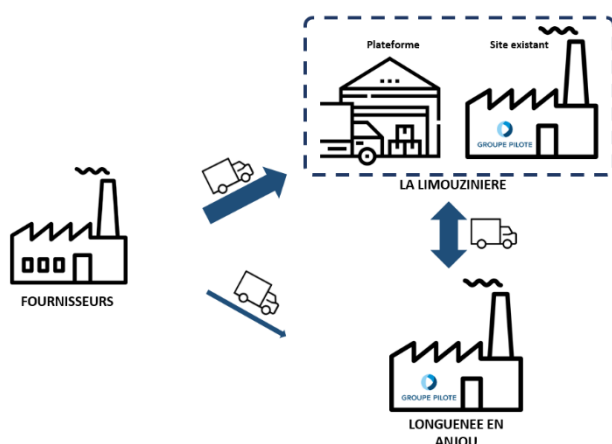 Plateforme
Site existant
GROUPE PILOTE
LA LIMOUZINIERE
FOURNISSEURS
GROUPE PILOTE
LONGUENEE EN
ANJOU